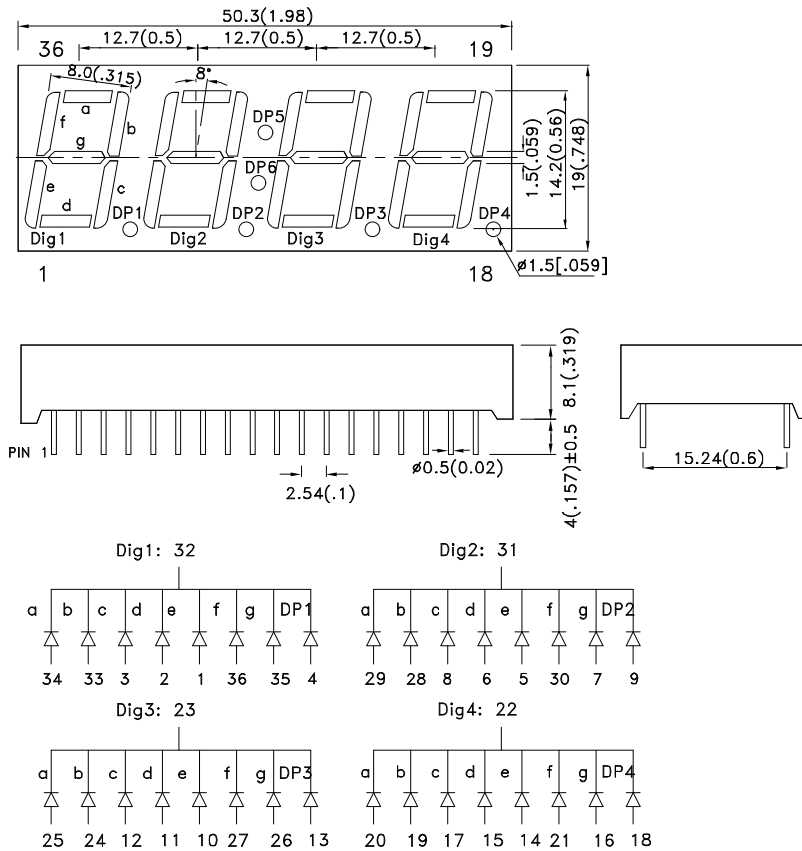 50.3(1.98)
12.7(0.5) 12.7(0.5) 12.7(0.5)
36 19
8.0(.315) 8°
a
f b
g
e c
d
DP5
DP6
DP1 DP2 DP3 DP4
Dig1 Dig2 Dig3 Dig4
1.5(.059)
14.2(0.56)
19(.748)
1 18
ø1.5[.059]
8.1(.319)
4(.157)±0.5
PIN 1
ø0.5(0.02)
2.54(.1)
15.24(0.6)
Dig1: 32 Dig2: 31
a b c d e f g DP1 a b c d e f g DP2
34 33 3 2 1 36 35 4 29 28 8 6 5 30 7 9
Dig3: 23 Dig4: 22
a b c d e f g DP3 a b c d e f g DP4
25 24 12 11 10 27 26 13 20 19 17 15 14 21 16 18